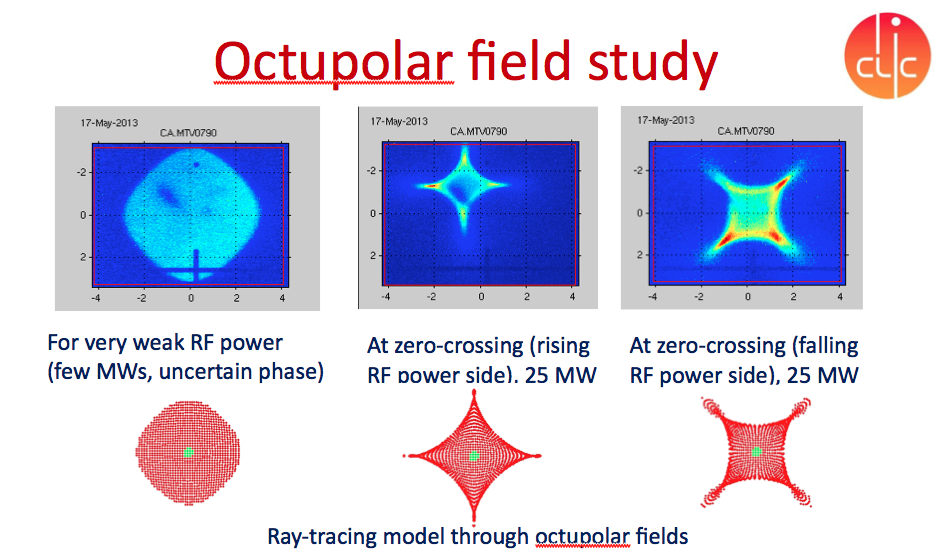 Octupolar field study
CLIC
17-May-2013
CA.MTV0790
-2
0
2
-4
-2
0
2
4
17-May-2013
CA.MTV0790
-2
0
2
-4
-2
0
2
4
17-May-2013
CA.MTV0790
-2
0
2
-4
-2
0
2
4
For very weak RF power
(few MWs, uncertain phase)
At zero-crossing (rising
RF power side). 25 MW
At zero-crossing (falling
RF power side), 25 MW
Ray-tracing model through octupolar fields